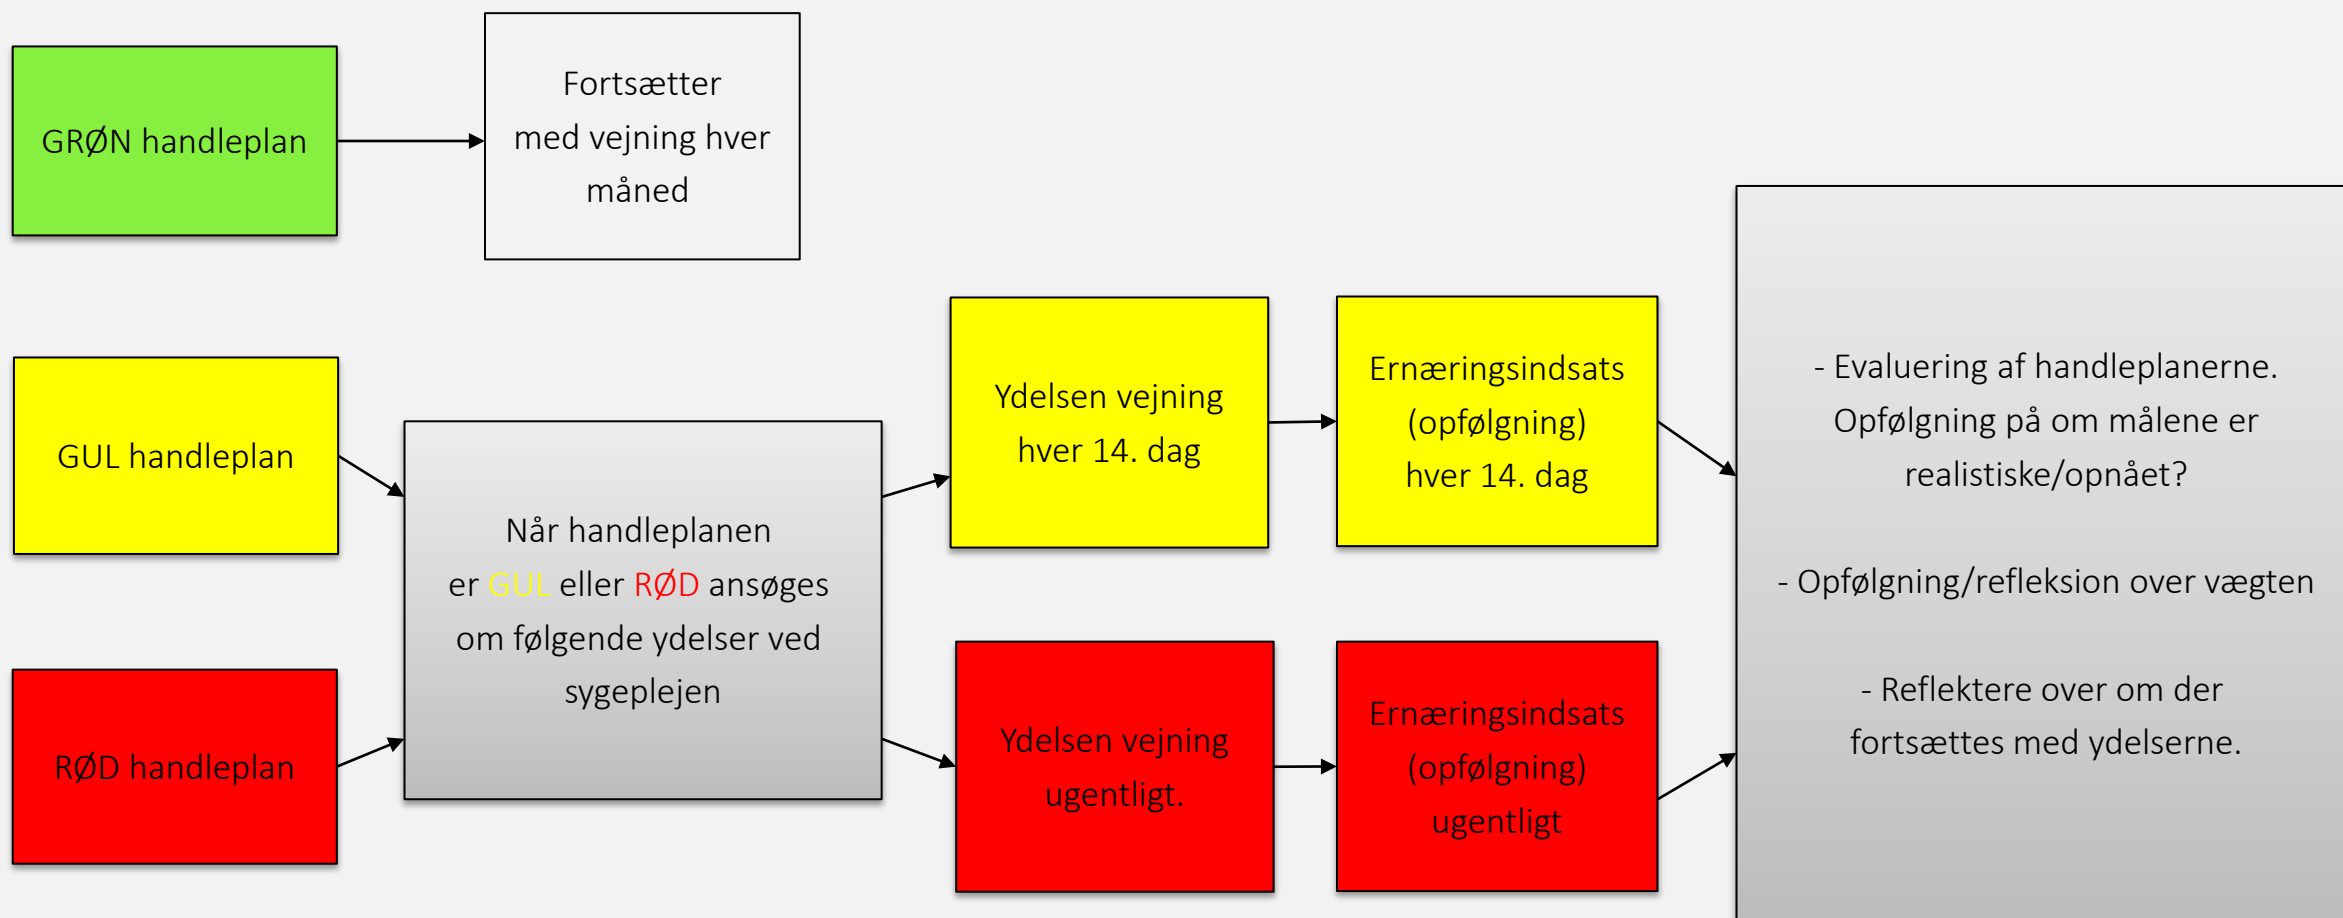 GRØN handleplan
Fortsætter
med vejning hver
måned
GUL handleplan
RØD handleplan
Når handleplanen
er GUL eller RØD ansøges
om følgende ydelser ved
sygeplejen
Ydelsen vejning
hver 14. dag
Ernæringsindsats
(opfølgning)
hver 14. dag
Ydelsen vejning
ugentligt.
Ernæringsindsats
(opfølgning)
ugentligt
- Evaluering af handleplanerne.
Opfølgning på om målene er
realistiske/opnået?
- Opfølgning/refleksion over vægten
- Reflektere over om der
fortsættes med ydelserne.